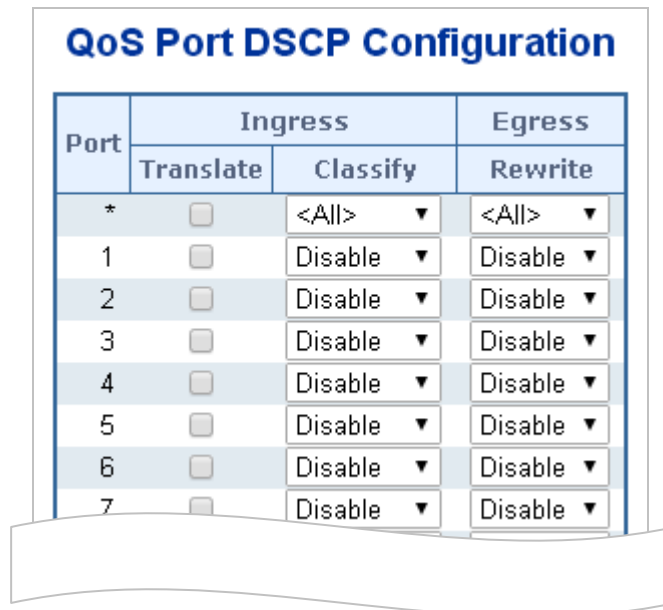 QoS Port DSCP Configuration
Port Ingress Egress
Translate Classify Rewrite
* <All> <All>
1 Disable Disable
2 Disable Disable
3 Disable Disable
4 Disable Disable
5 Disable Disable
6 Disable Disable
7 Disable Disable